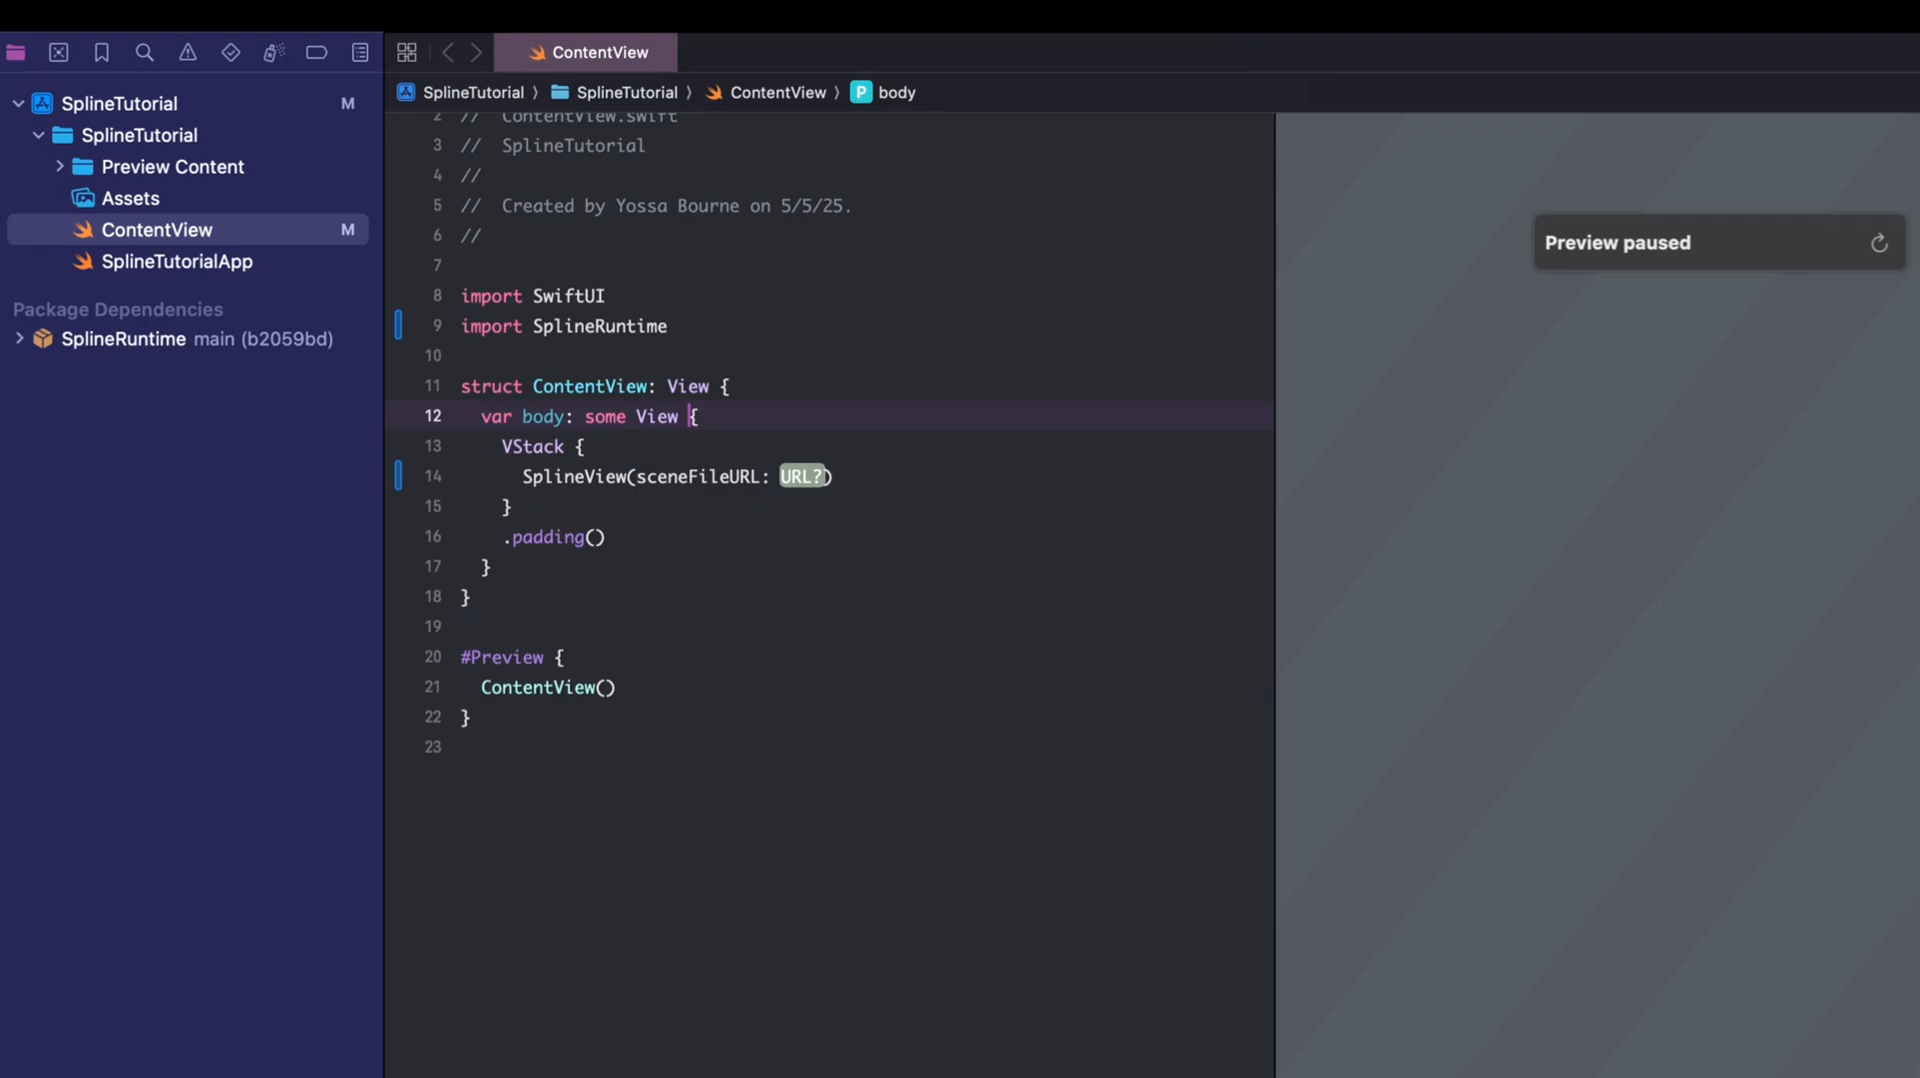 ContentView
SplineTutorial M
SplineTutorial
Preview Content
Assets
ContentView M
SplineTutorialApp
Package Dependencies
SplineRuntime main (b2059bd)
SplineTutorial 〉 SplineTutorial 〉 ContentView 〉 P body
2 // ContentView.swift
3 // SplineTutorial
4 //
5 // Created by Yossa Bourne on 5/5/25.
6 //
7
8 import SwiftUI
9 import SplineRuntime
10
11 struct ContentView: View {
12 var body: some View {
13 VStack {
14 SplineView(sceneFileURL: URL?)
15 }
16 .padding()
17 }
18 }
19
20 #Preview {
21 ContentView()
22 }
23
Preview paused